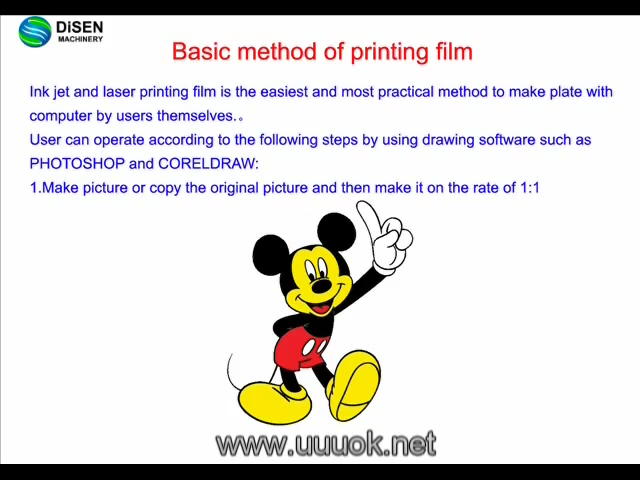 DiSEN
MACHINERY
Basic method of printing film
Ink jet and laser printing film is the easiest and most practical method to make plate with
computer by users themselves.。
User can operate according to the following steps by using drawing software such as
PHOTOSHOP and CORELDRAW:
1.Make picture or copy the original picture and then make it on the rate of 1:1
www.uuuok.net